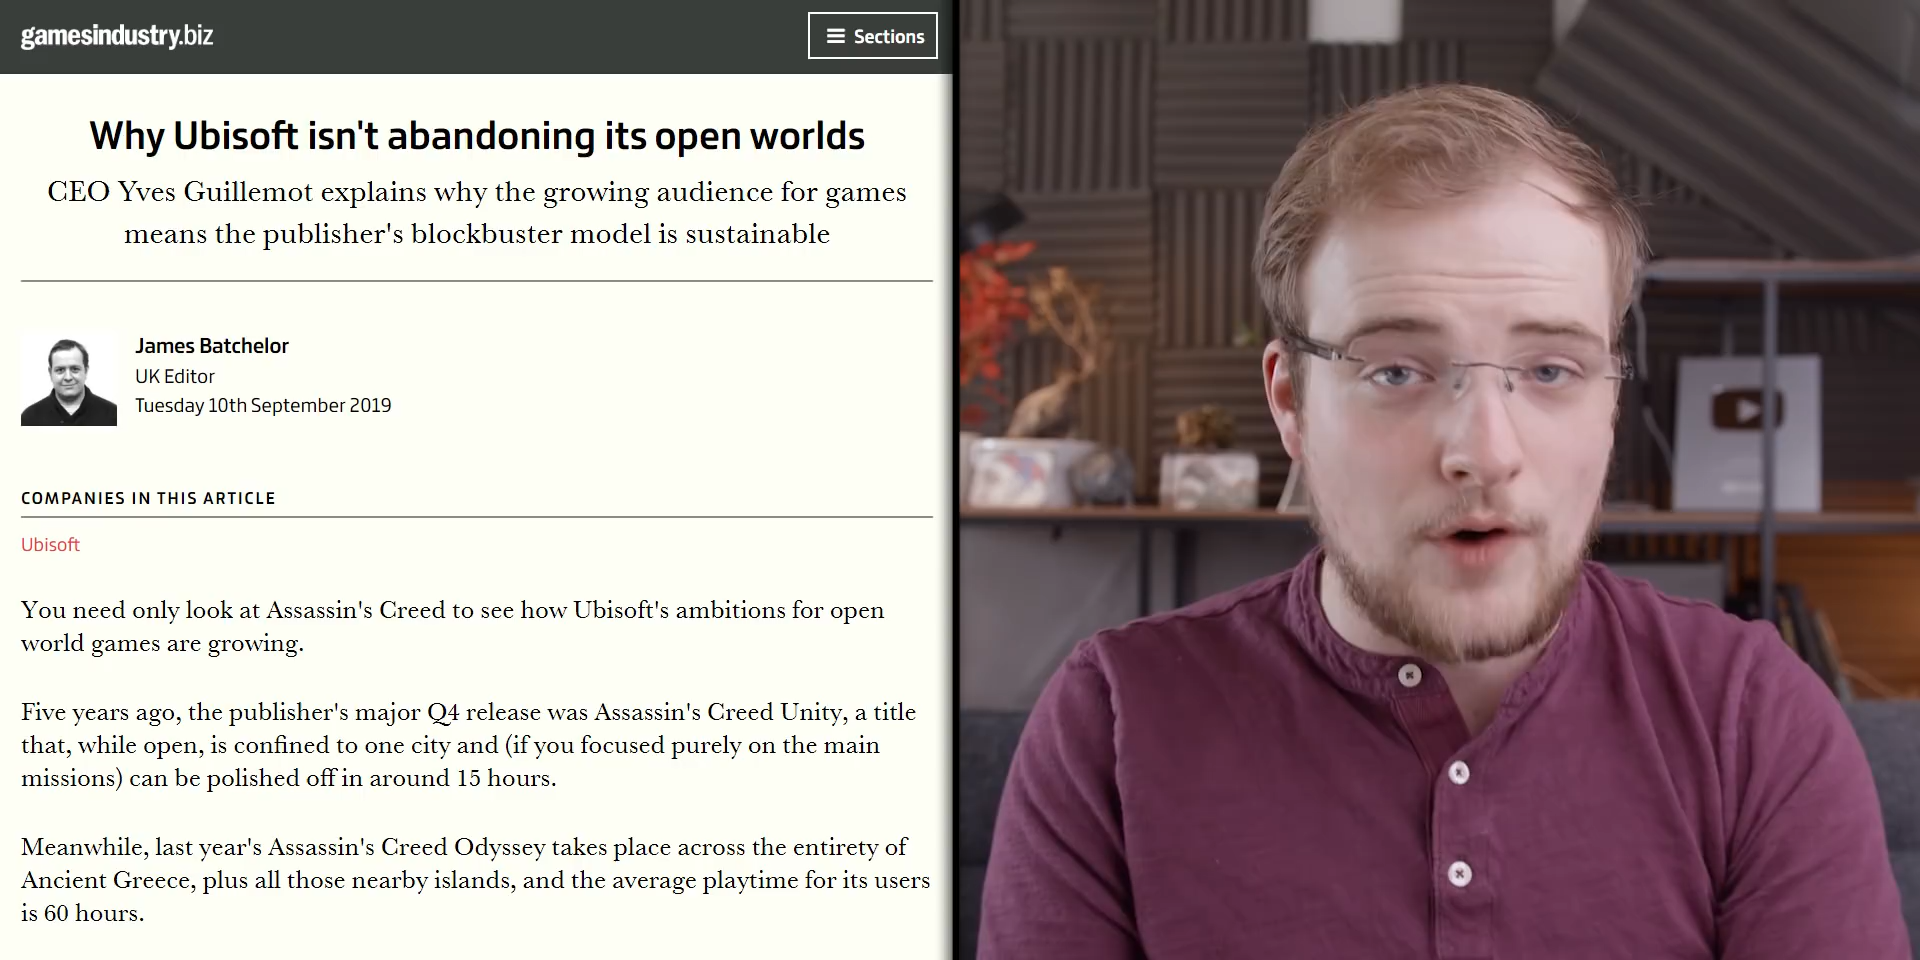 gamesindustry.biz
Sections
Why Ubisoft isn't abandoning its open worlds
CEO Yves Guillemot explains why the growing audience for games
means the publisher's blockbuster model is sustainable
James Batchelor
UK Editor
Tuesday 10th September 2019
COMPANIES IN THIS ARTICLE
Ubisoft
You need only look at Assassin's Creed to see how Ubisoft's ambitions for open
world games are growing.
Five years ago, the publisher's major Q4 release was Assassin's Creed Unity, a title
that, while open, is confined to one city and (if you focused purely on the main
missions) can be polished off in around 15 hours.
Meanwhile, last year's Assassin's Creed Odyssey takes place across the entirety of
Ancient Greece, plus all those nearby islands, and the average playtime for its users
is 60 hours.